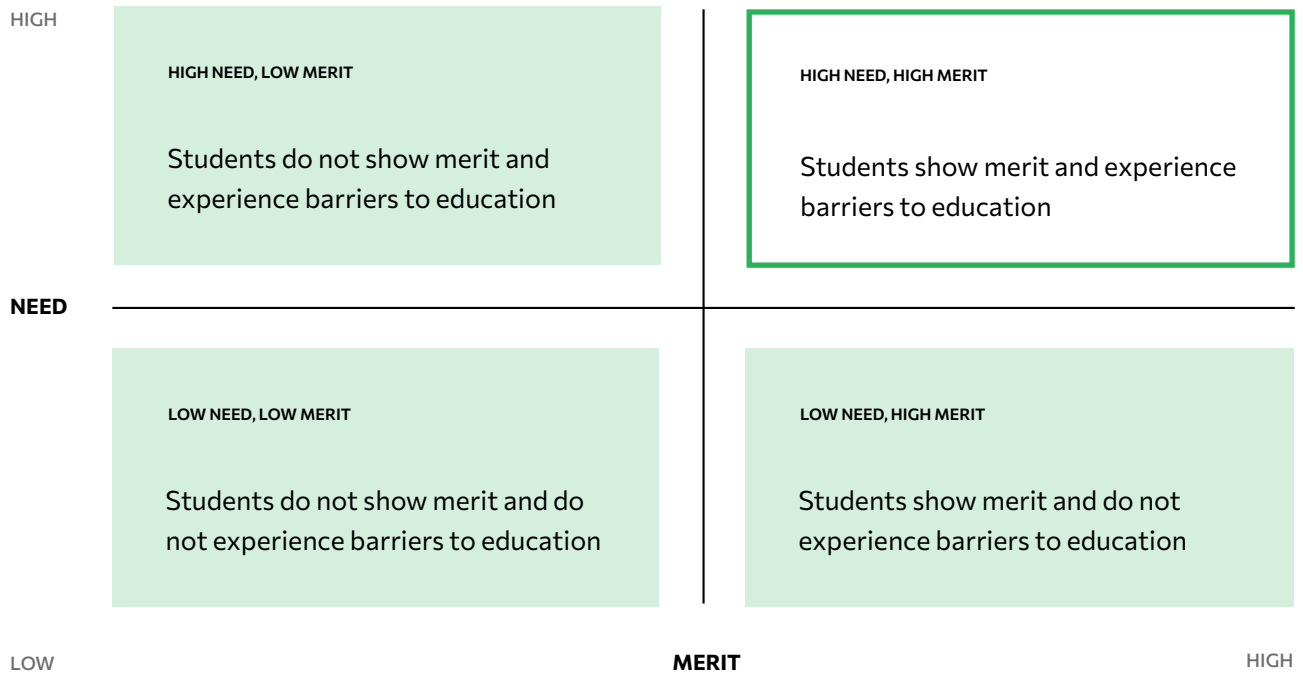 HIGH
HIGH NEED, LOW MERIT
Students do not show merit and
experience barriers to education
HIGH NEED, HIGH MERIT
Students show merit and experience
barriers to education
NEED
LOW NEED, LOW MERIT
Students do not show merit and do
not experience barriers to education
LOW NEED, HIGH MERIT
Students show merit and do not
experience barriers to education
LOW
MERIT
HIGH